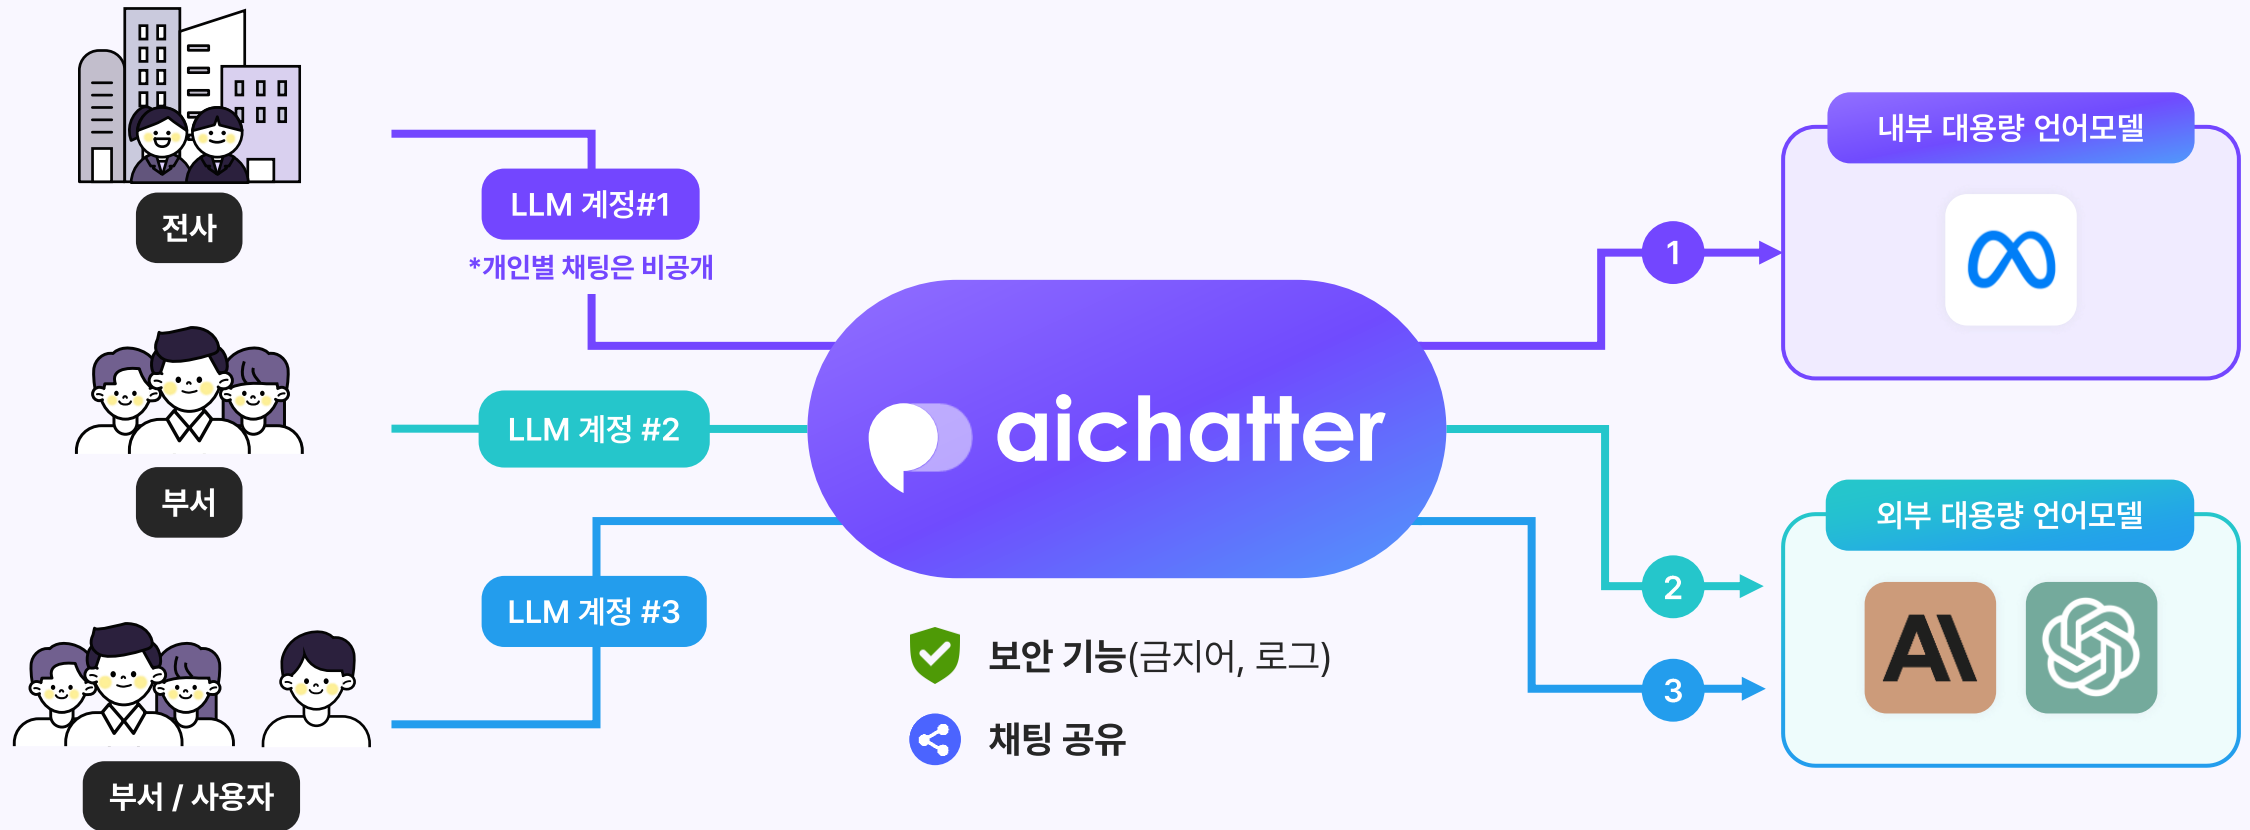 전사
LLM 계정#1
*개인별 채팅은 비공개
부서
LLM 계정 #2
부서 / 사용자
LLM 계정 #3
aichatter
보안 기능(금지어, 로그)
채팅 공유
1
내부 대용량 언어모델
2
3
외부 대용량 언어모델